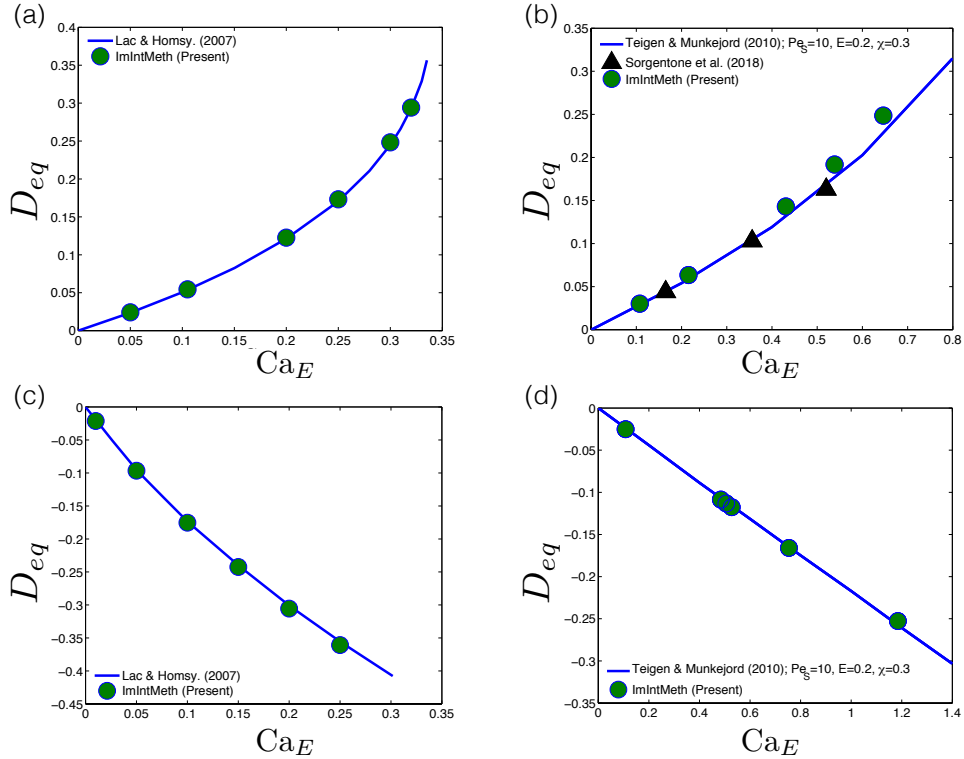 (a)
Lac & Homsy. (2007)
ImIntMeth (Present)
0.4
0.35
0.3
0.25
0.2
0.15
0.1
0.05
0
0.05 0.1 0.15 0.2 0.25 0.3 0.35
D_eq
Ca_E
(b)
Teigen & Munkejord (2010); Pe_S=10, E=0.2, χ=0.3
Sorgentone et al. (2018)
ImIntMeth (Present)
0.35
0.3
0.25
0.2
0.15
0.1
0.05
0
0 0.1 0.2 0.3 0.4 0.5 0.6 0.7 0.8
D_eq
Ca_E
(c)
0
−0.05
−0.1
−0.15
−0.2
−0.25
−0.3
−0.35
−0.4
−0.45
Lac & Homsy. (2007)
ImIntMeth (Present)
0 0.05 0.1 0.15 0.2 0.25 0.3 0.35
D_eq
Ca_E
(d)
0
−0.05
−0.1
−0.15
−0.2
−0.25
−0.3
−0.35
Teigen & Munkejord (2010); Pe_S=10, E=0.2, χ=0.3
ImIntMeth (Present)
0 0.2 0.4 0.6 0.8 1 1.2 1.4
D_eq
Ca_E